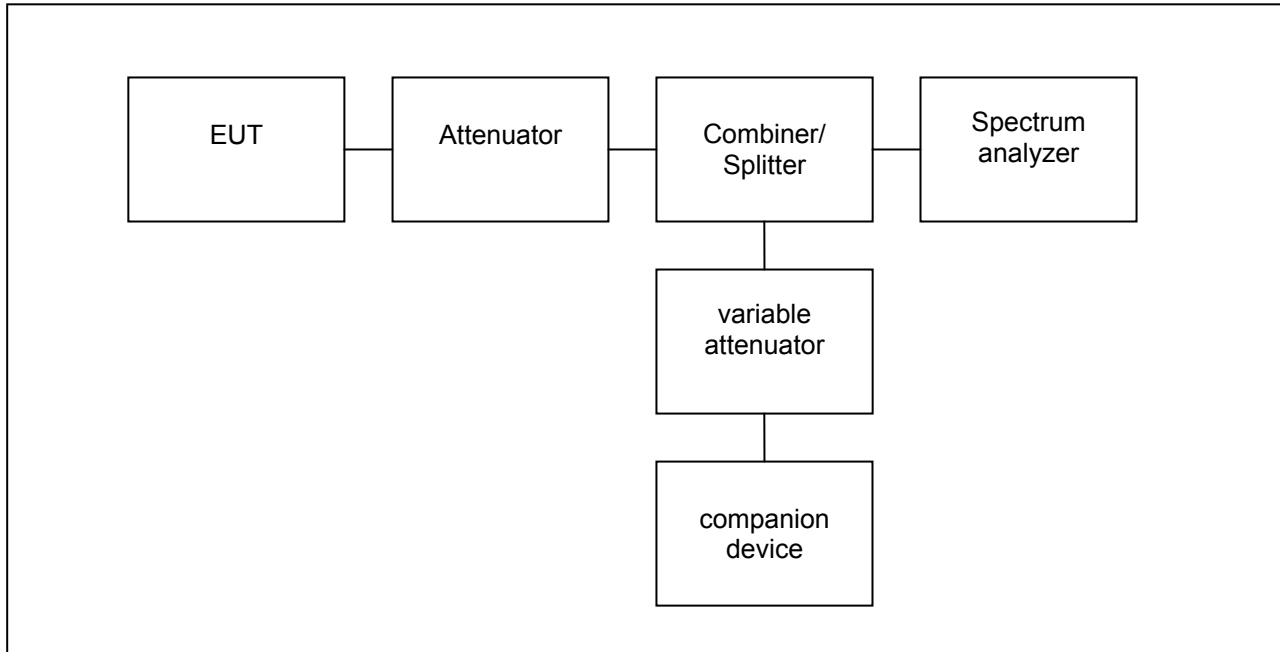 EUT
Attenuator
Combiner/
Splitter
Spectrum
analyzer
variable
attenuator
companion
device